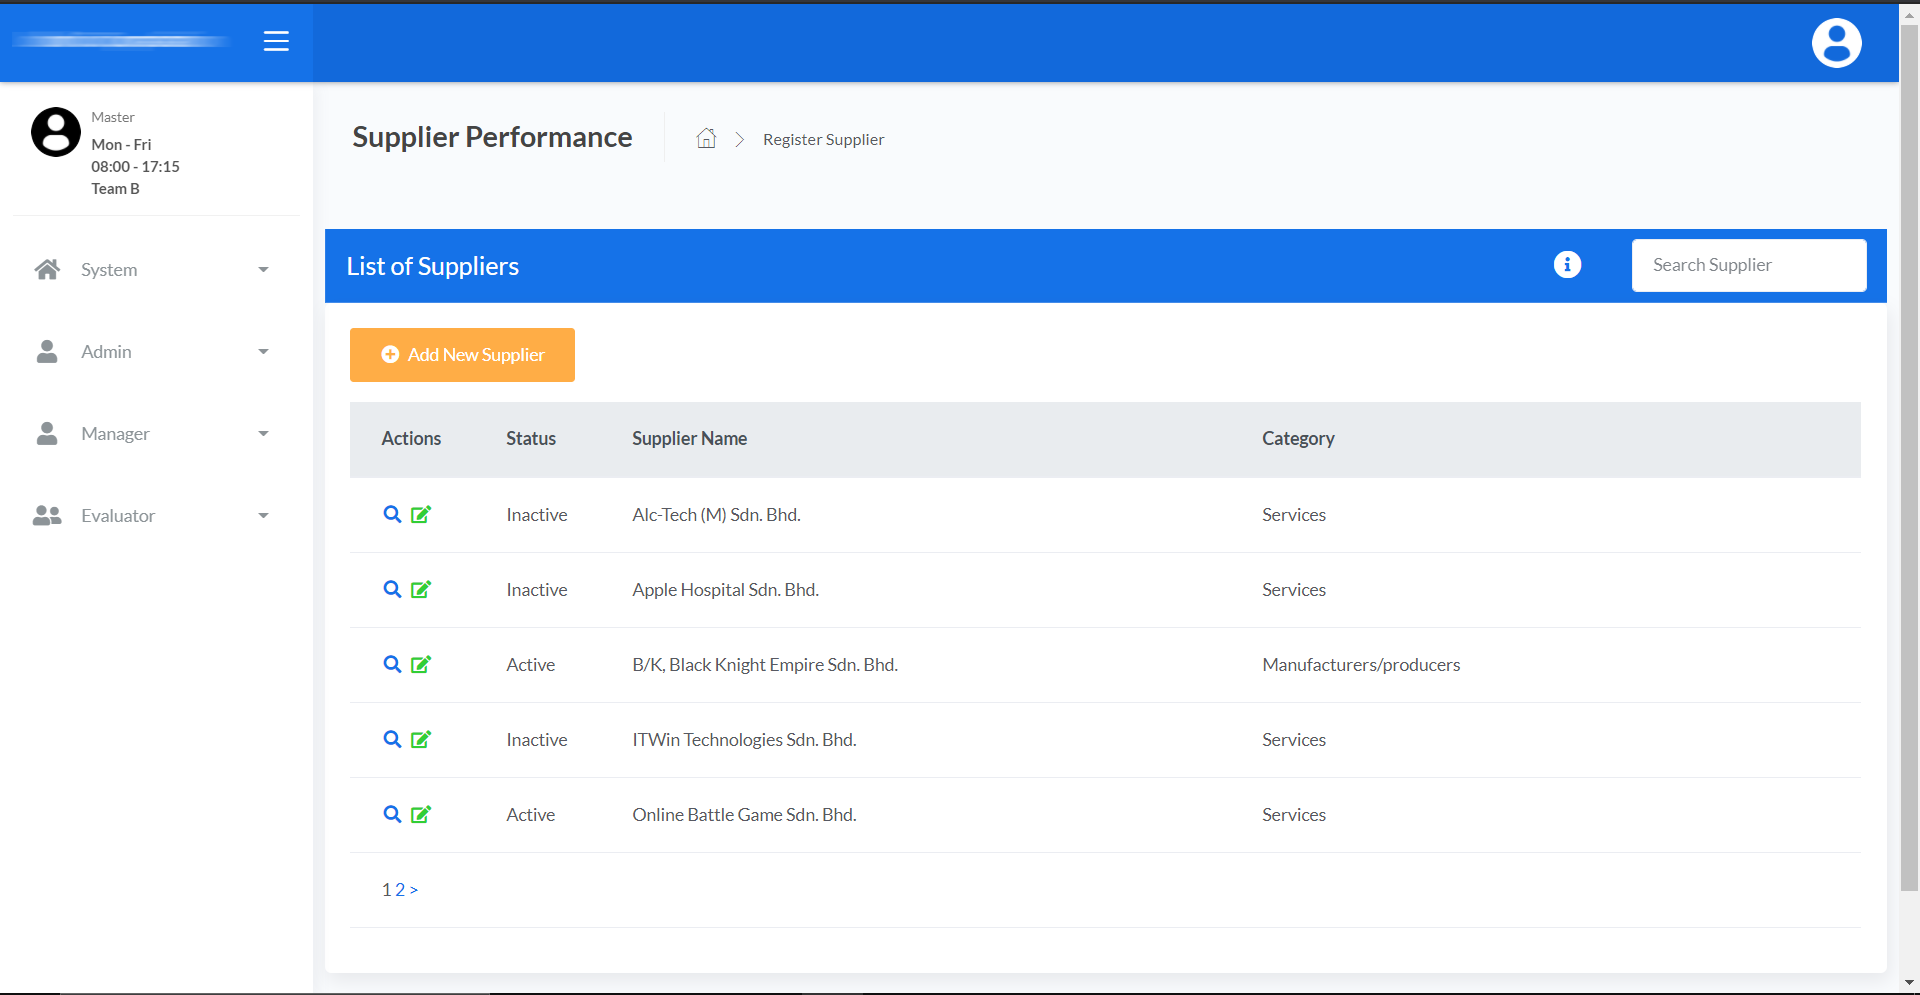 Master
Mon - Fri
08:00 - 17:15
Team B
System
Admin
Manager
Evaluator
Supplier Performance
Register Supplier
List of Suppliers
Search Supplier
Add New Supplier
Actions Status Supplier Name Category
Inactive Alc-Tech (M) Sdn. Bhd. Services
Inactive Apple Hospital Sdn. Bhd. Services
Active B/K, Black Knight Empire Sdn. Bhd. Manufacturers/producers
Inactive ITWin Technologies Sdn. Bhd. Services
Active Online Battle Game Sdn. Bhd. Services
1 2 >